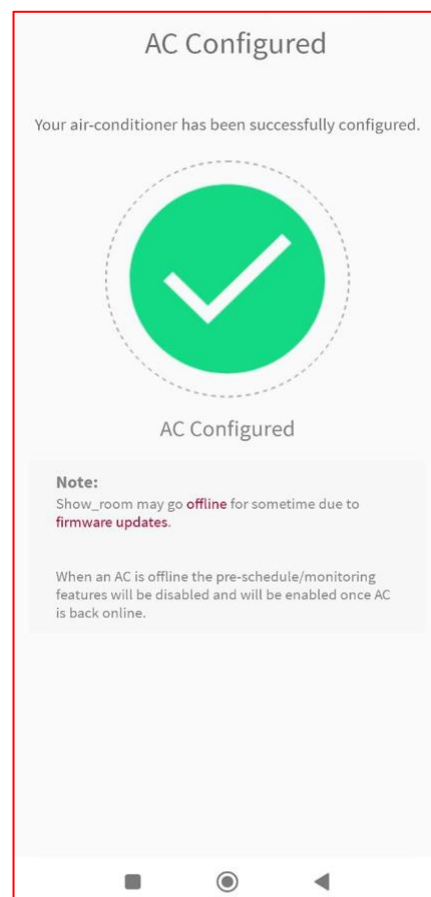 AC Configured
Your air-conditioner has been successfully configured.
AC Configured
Note:
Show_room may go offline for sometime due to
firmware updates.
When an AC is offline the pre-schedule/monitoring
features will be disabled and will be enabled once AC
is back online.